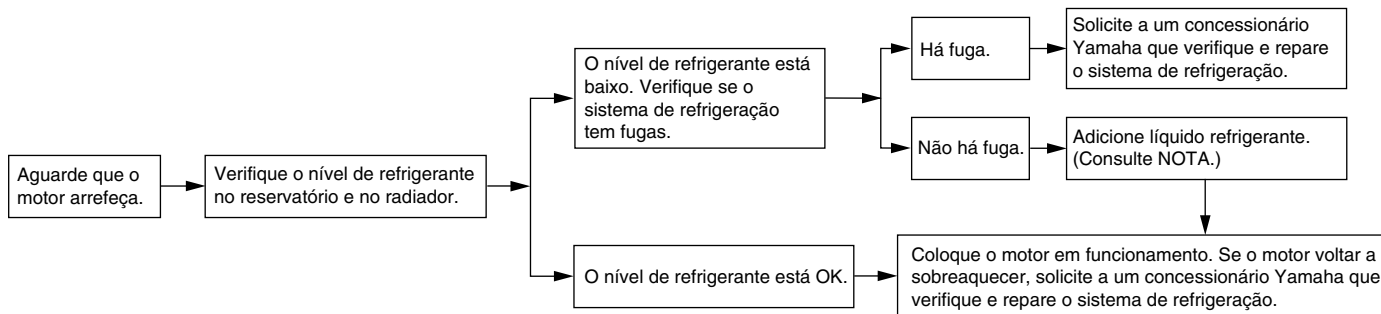 Aguarde que o
motor arrefeça.
Verifique o nível de refrigerante
no reservatório e no radiador.
O nível de refrigerante está
baixo. Verifique se o
sistema de refrigeração
tem fugas.
Há fuga.
Solicite a um concessionário
Yamaha que verifique e repare
o sistema de refrigeração.
Não há fuga.
Adicione líquido refrigerante.
(Consulte NOTA.)
O nível de refrigerante está OK.
Coloque o motor em funcionamento. Se o motor voltar a
sobreaquecer, solicite a um concessionário Yamaha que
verifique e repare o sistema de refrigeração.